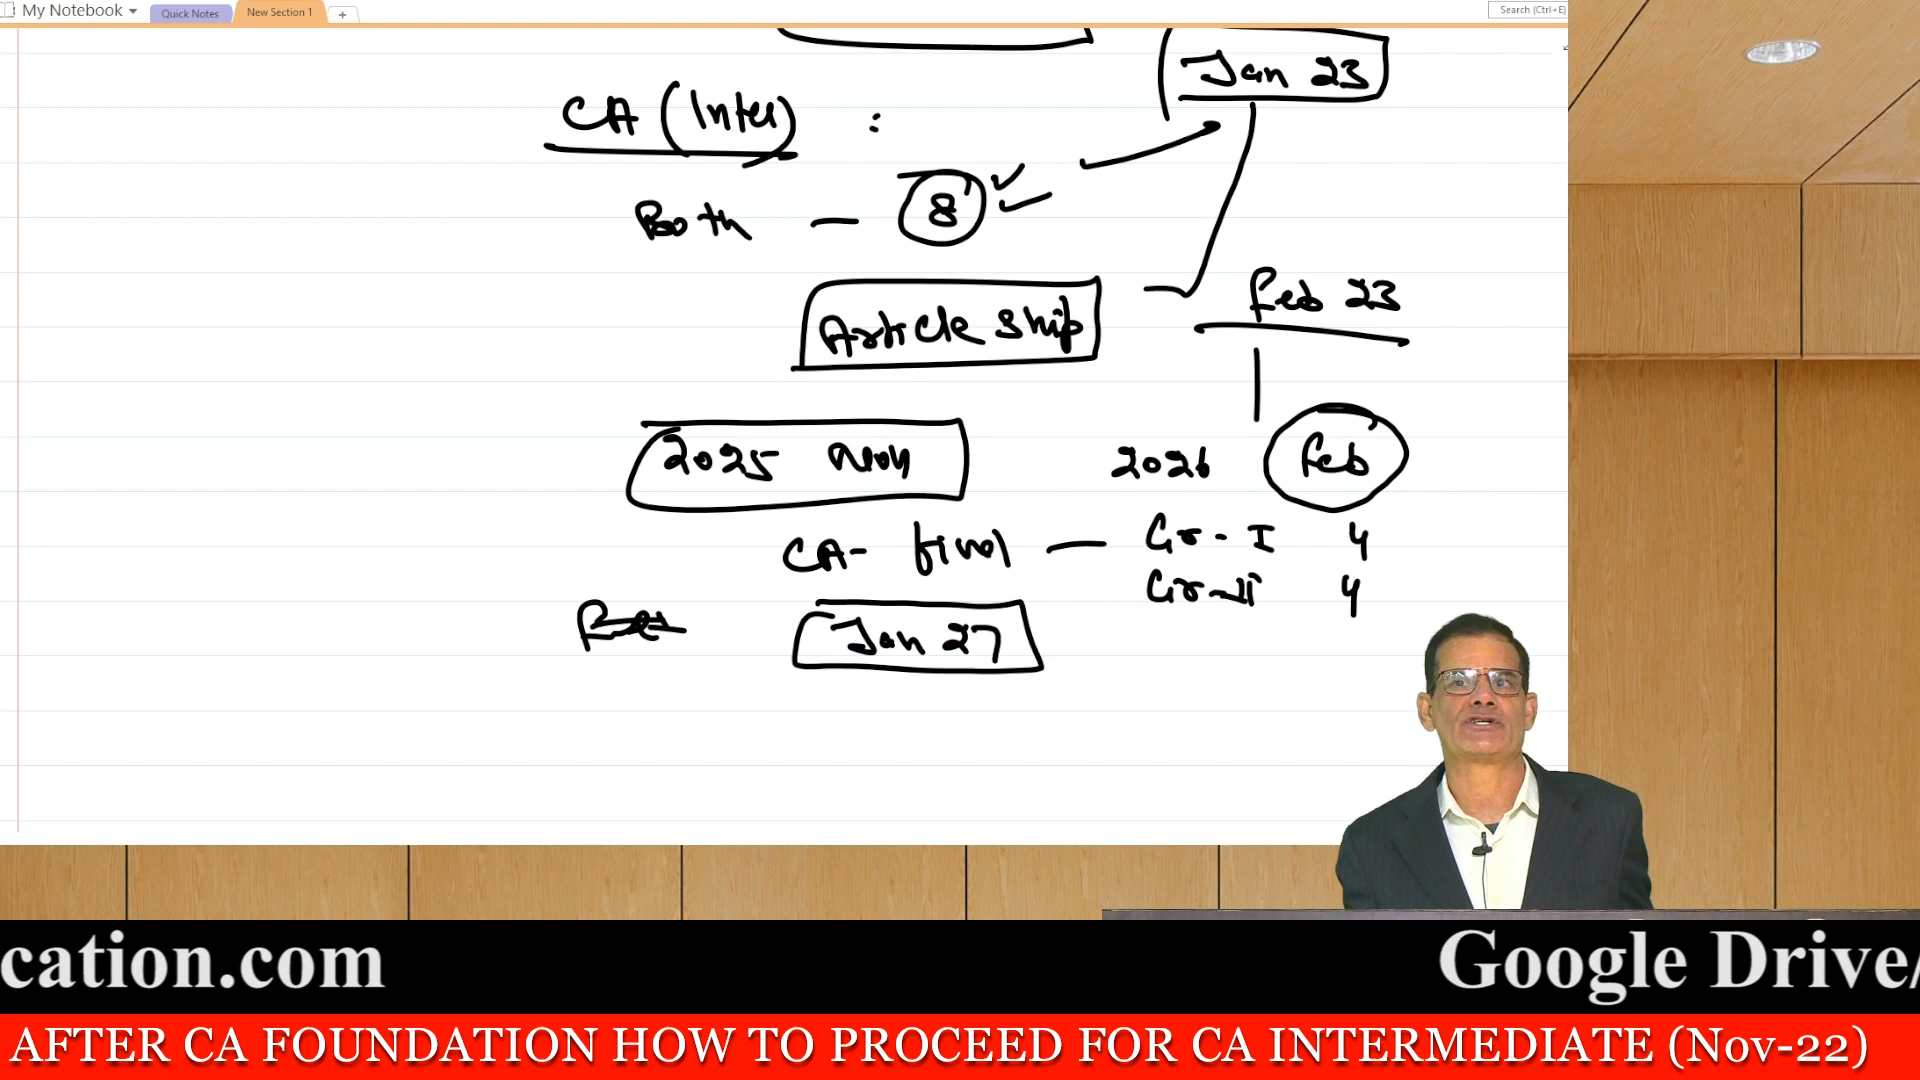 My Notebook Quick Notes New Section 1 + Search (Ctrl+E)
Jan 23
CA (Inter) :
Both - 8
Article Ship
Feb 23
2025 Nov 2026 Feb
CA- final - Gr - I 4
Gr - II 4
Jan 27
cation.com Google Drive/
AFTER CA FOUNDATION HOW TO PROCEED FOR CA INTERMEDIATE (Nov-22)